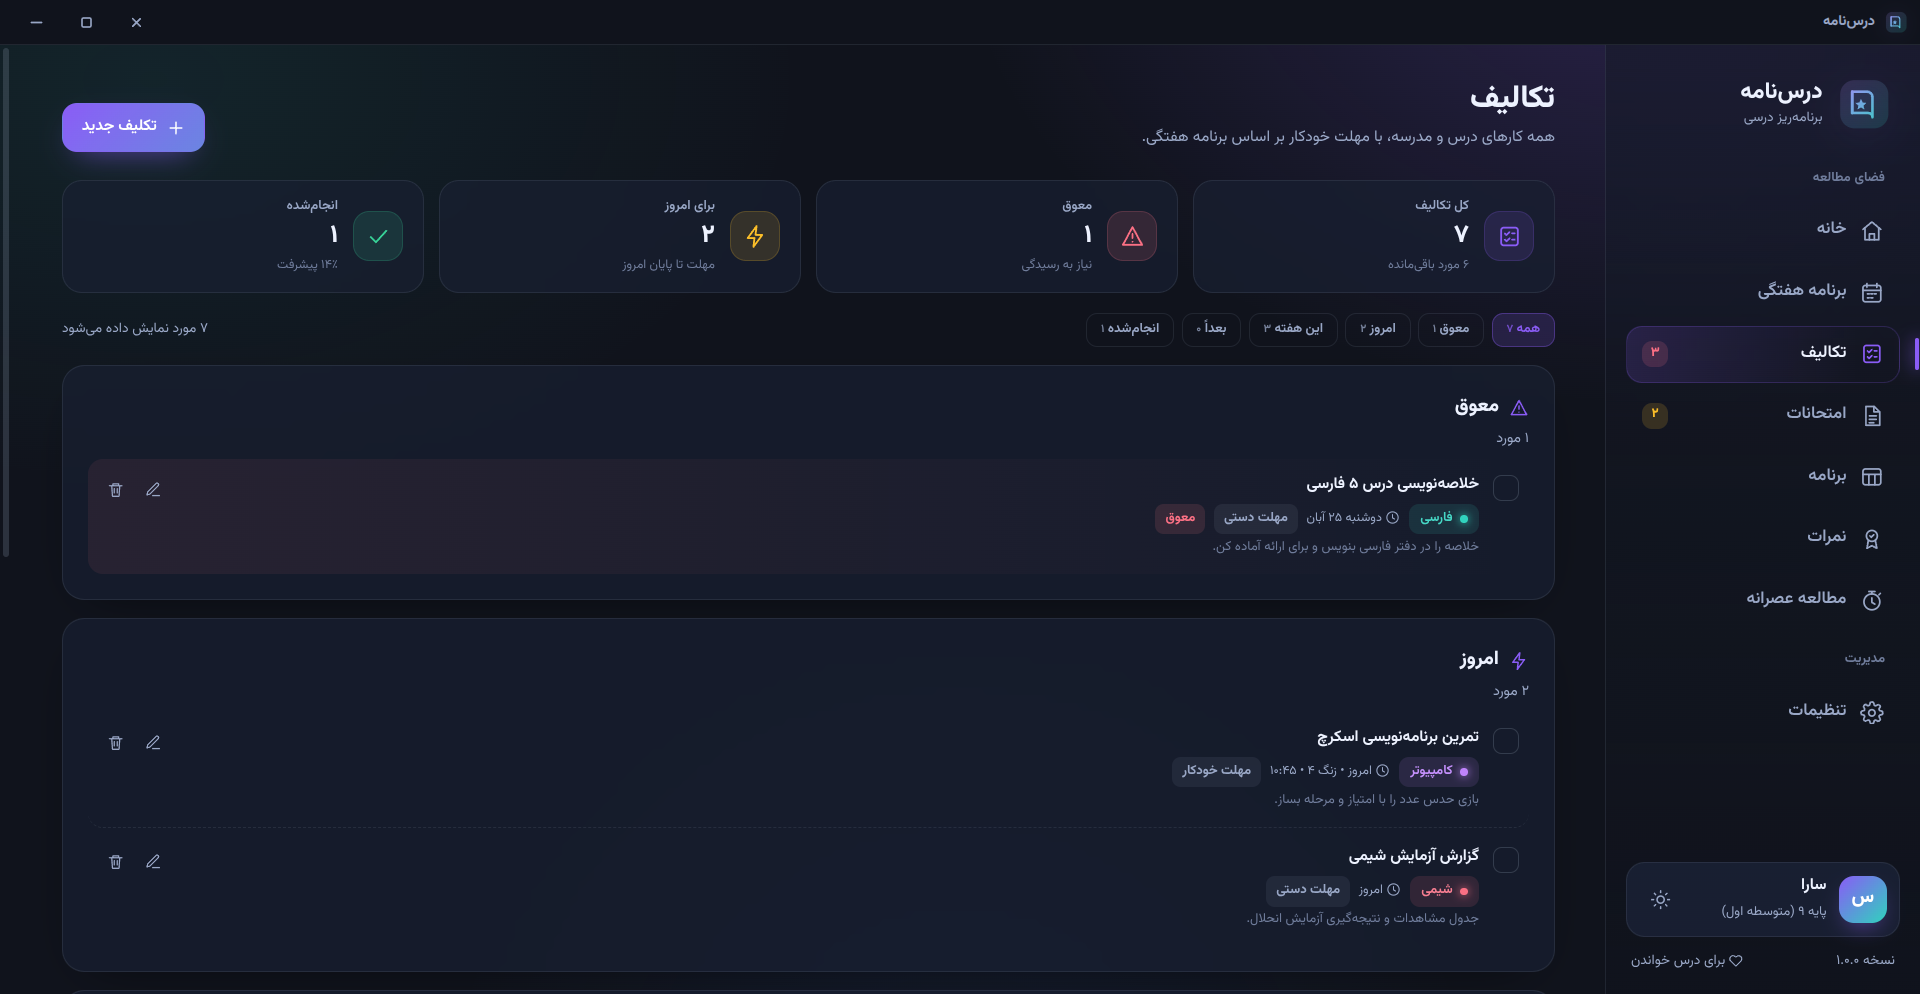 درس‌نامه
درس‌نامه
برنامه‌ریز درسی
فضای مطالعه
خانه
برنامه هفتگی
تکالیف ۳
امتحانات ۲
برنامه
نمرات
مطالعه عصرانه
مدیریت
تنظیمات
س
سارا
پایه ۹ (متوسطه اول)
نسخه ۱.۰.۰
برای درس خواندن
تکالیف
همه کارهای درس و مدرسه، با مهلت خودکار بر اساس برنامه هفتگی.
تکلیف جدید
کل تکالیف
۷
۶ مورد باقی‌مانده
معوق
۱
نیاز به رسیدگی
برای امروز
۲
مهلت تا پایان امروز
انجام‌شده
۱
۱۴٪ پیشرفت
همه ۷
معوق ۱
امروز ۲
این هفته ۳
بعداً ۰
انجام‌شده ۱
۷ مورد نمایش داده می‌شود
معوق
۱ مورد
خلاصه‌نویسی درس ۵ فارسی
فارسی دوشنبه ۲۵ آبان مهلت دستی معوق
خلاصه را در دفتر فارسی بنویس و برای ارائه آماده کن.
امروز
۲ مورد
تمرین برنامه‌نویسی اسکرچ
کامپیوتر امروز • زنگ ۴ • ۱۰:۴۵ مهلت خودکار
بازی حدس عدد را با امتیاز و مرحله بساز.
گزارش آزمایش شیمی
شیمی امروز مهلت دستی
جدول مشاهدات و نتیجه‌گیری آزمایش انحلال.